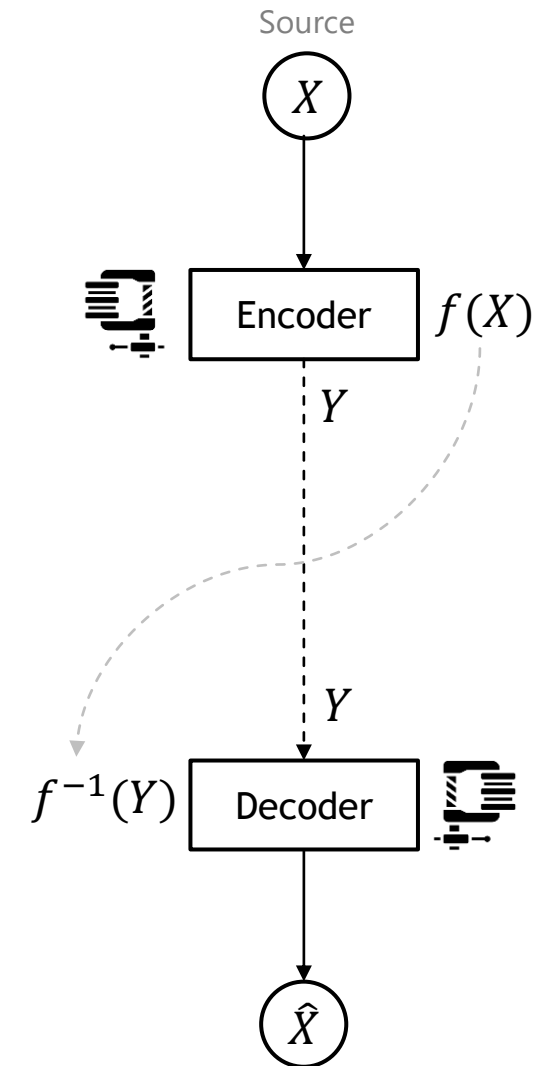 Source
X
Encoder f(X)
Y
Y
f⁻¹(Y) Decoder
X̂